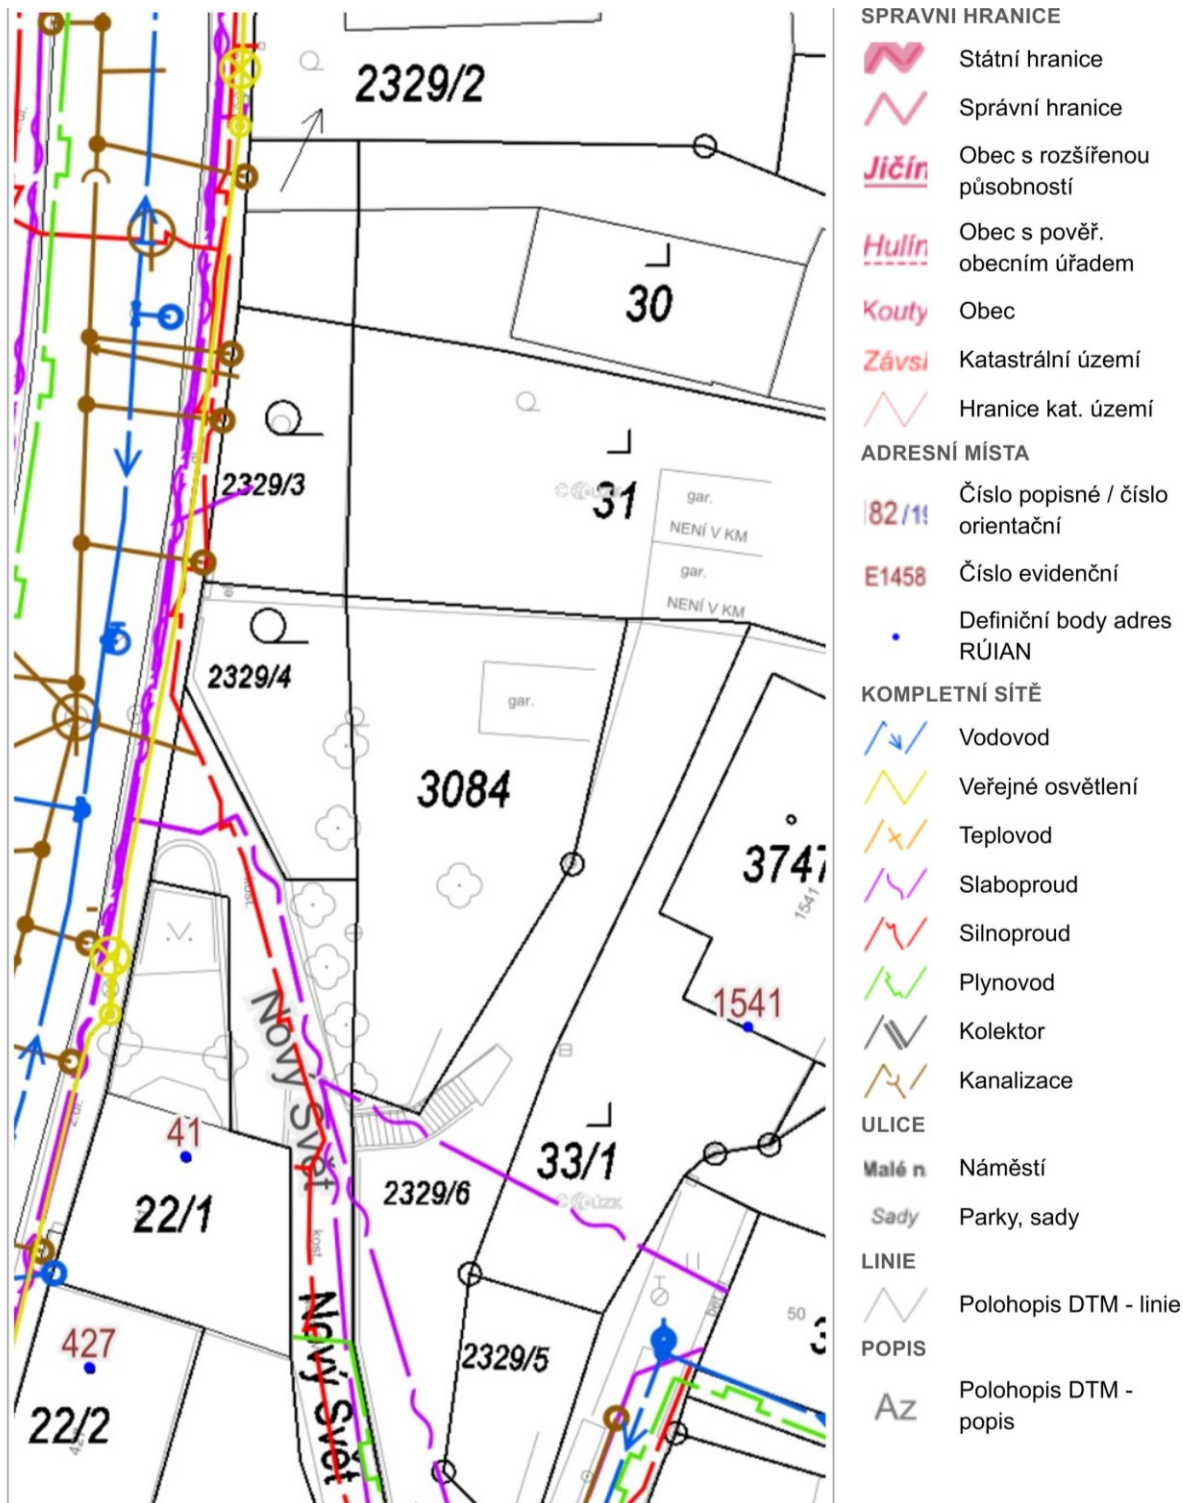 2329/2
30
2329/3
31
gar.
NENÍ V KM
gar.
NENÍ V KM
2329/4
gar.
3084
3747
1541
1541
kost.
Nový Svět
41
22/1
33/1
2329/6
kost.
Nový Svět
427
22/2
2329/5
50
SPRÁVNÍ HRANICE
Státní hranice
Správní hranice
Jičín
Obec s rozšířenou
působností
Hulín
Obec s pověř.
obecním úřadem
Kouty
Obec
Katastrální území
Hranice kat. území
ADRESNÍ MÍSTA
Číslo popisné / číslo
orientační
E1458
Číslo evidenční
Definiční body adres
RÚIAN
KOMPLETNÍ SÍTĚ
Vodovod
Veřejné osvětlení
Teplovod
Slaboproud
Silnoproud
Plynovod
Kolektor
Kanalizace
ULICE
Malé n
Náměstí
Sady
Parky, sady
LINIE
Polohopis DTM - linie
POPIS
Az
Polohopis DTM -
popis